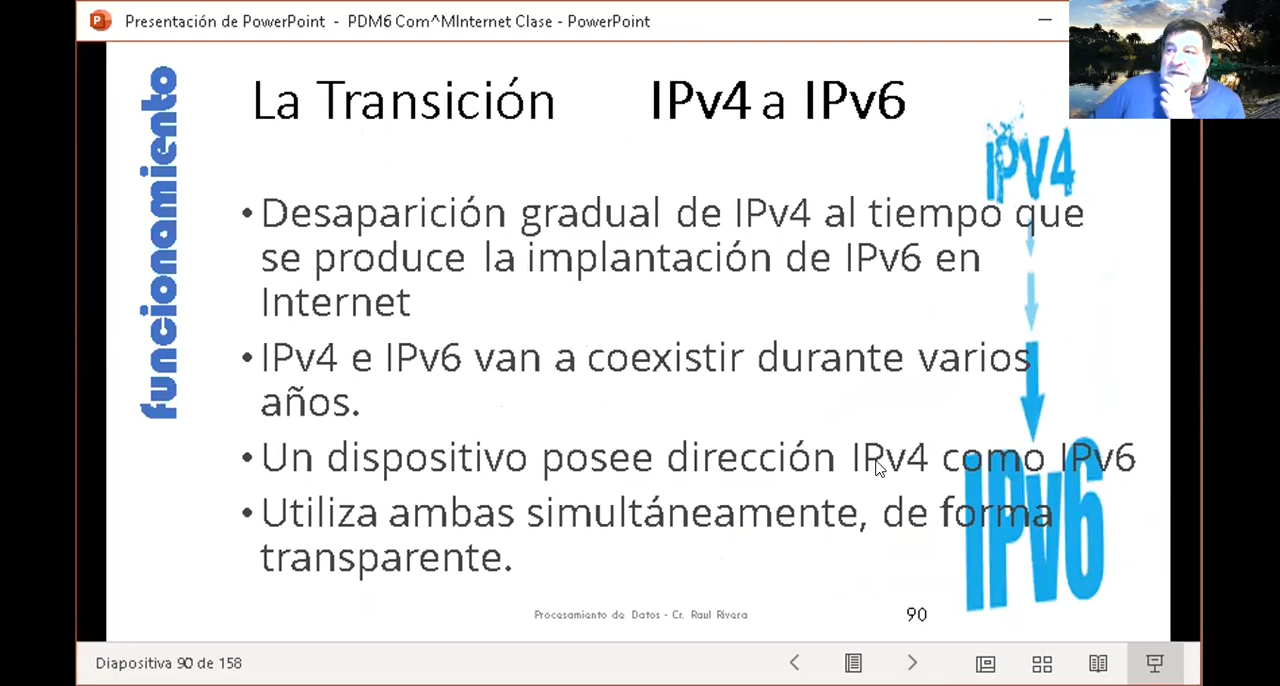 Presentación de PowerPoint - PDM6 Com^MInternet Clase - PowerPoint
funcionamiento
La Transición IPv4 a IPv6
IPv4
• Desaparición gradual de IPv4 al tiempo que
se produce la implantación de IPv6 en
Internet
• IPv4 e IPv6 van a coexistir durante varios
años.
• Un dispositivo posee dirección IPv4 como IPv6
• Utiliza ambas simultáneamente, de forma
transparente.
IPv6
Procesamiento de Datos - Cr. Raul Rivera
90
Diapositiva 90 de 158